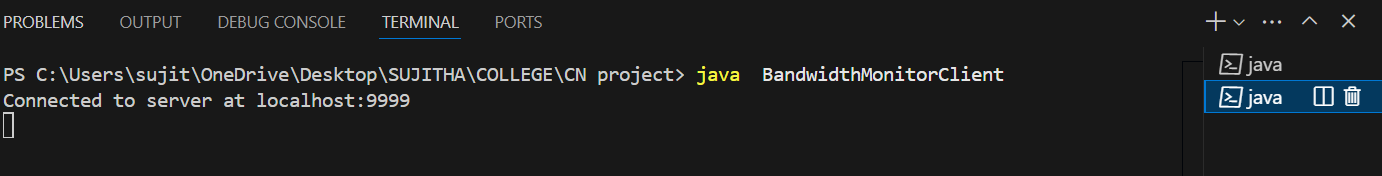 PROBLEMS OUTPUT DEBUG CONSOLE TERMINAL PORTS
PS C:\Users\sujit\OneDrive\Desktop\SUJITHA\COLLEGE\CN project> java  BandwidthMonitorClient
Connected to server at localhost:9999
java
java